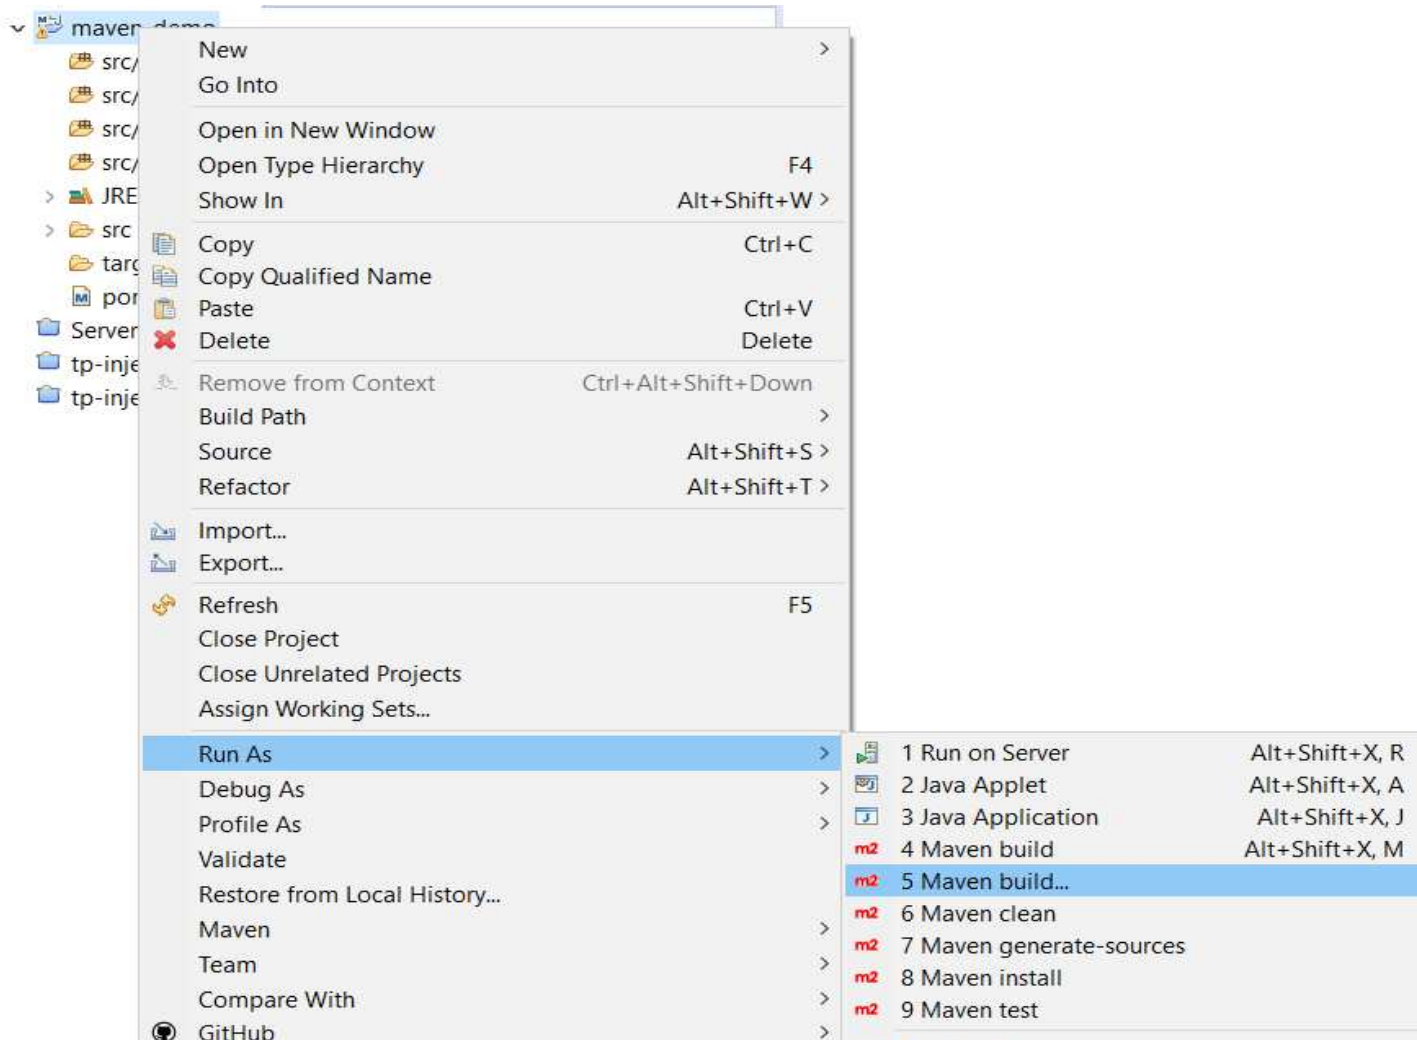 maven_demo
New
src/
Go Into
src/
src/
Open in New Window
src/
Open Type Hierarchy F4
JRE
Show In Alt+Shift+W
src
Copy Ctrl+C
Copy Qualified Name
Paste Ctrl+V
Server
Delete Delete
tp-inje
Remove from Context Ctrl+Alt+Shift+Down
tp-inje
Build Path
Source Alt+Shift+S
Refactor Alt+Shift+T
Import...
Export...
Refresh F5
Close Project
Close Unrelated Projects
Assign Working Sets...
Run As
1 Run on Server Alt+Shift+X, R
Debug As
2 Java Applet Alt+Shift+X, A
Profile As
3 Java Application Alt+Shift+X, J
Validate
m2 4 Maven build Alt+Shift+X, M
Restore from Local History...
m2 5 Maven build...
Maven
m2 6 Maven clean
Team
m2 7 Maven generate-sources
Compare With
m2 8 Maven install
GitHub
m2 9 Maven test